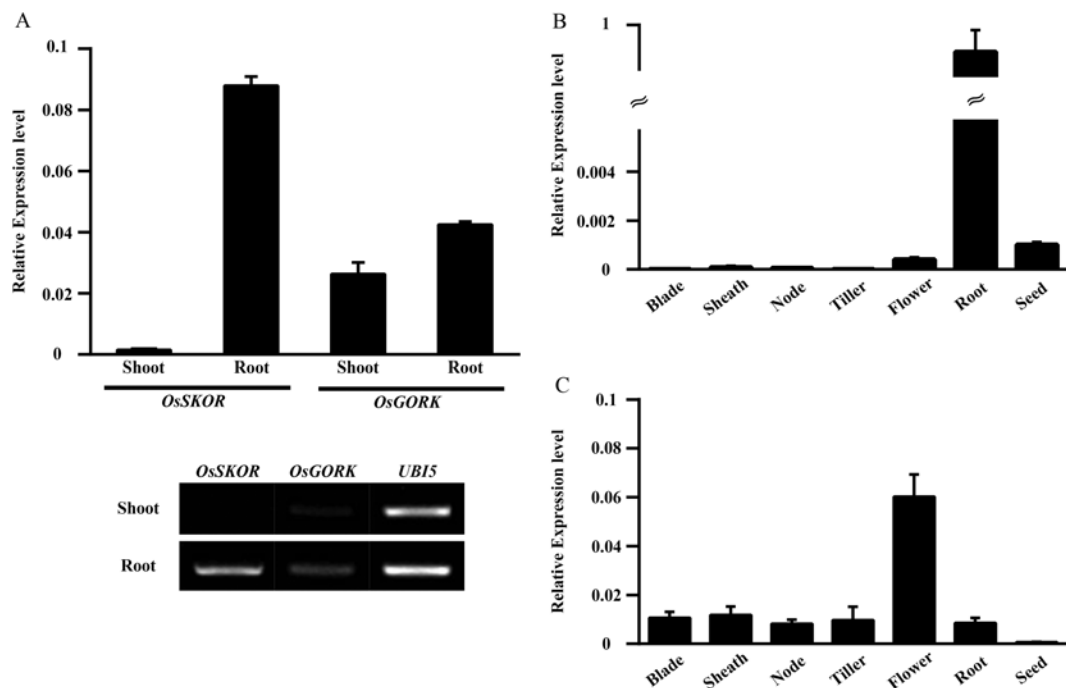 A
Relative Expression level
0.1
0.08
0.06
0.04
0.02
0
Shoot Root Shoot Root
OsSKOR OsGORK
OsSKOR OsGORK UBI5
Shoot
Root
B
Relative Expression level
1
0.004
0.002
0
Blade Sheath Node Tiller Flower Root Seed
C
Relative Expression level
0.1
0.08
0.06
0.04
0.02
0
Blade Sheath Node Tiller Flower Root Seed